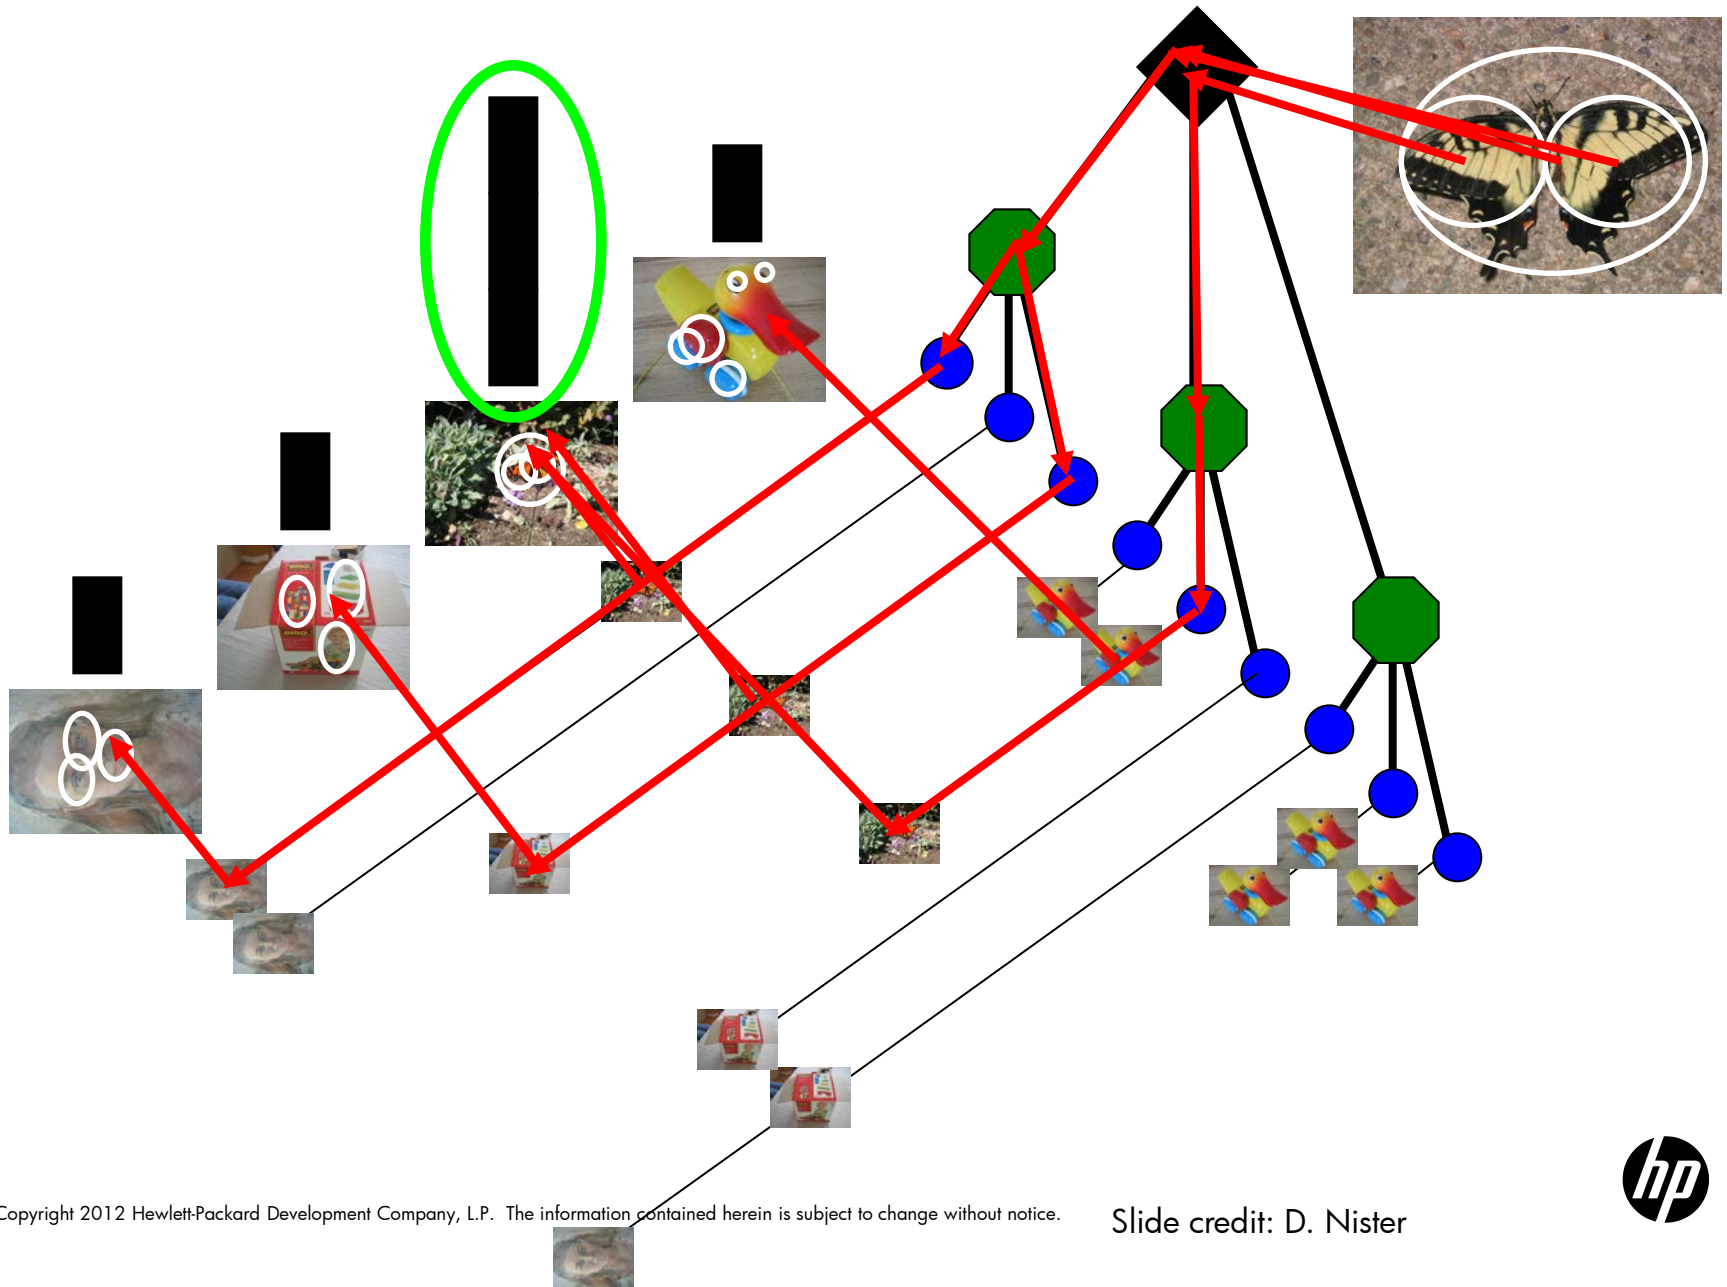 Copyright 2012 Hewlett-Packard Development Company, L.P. The information contained herein is subject to change without notice.
Slide credit: D. Nister
hp